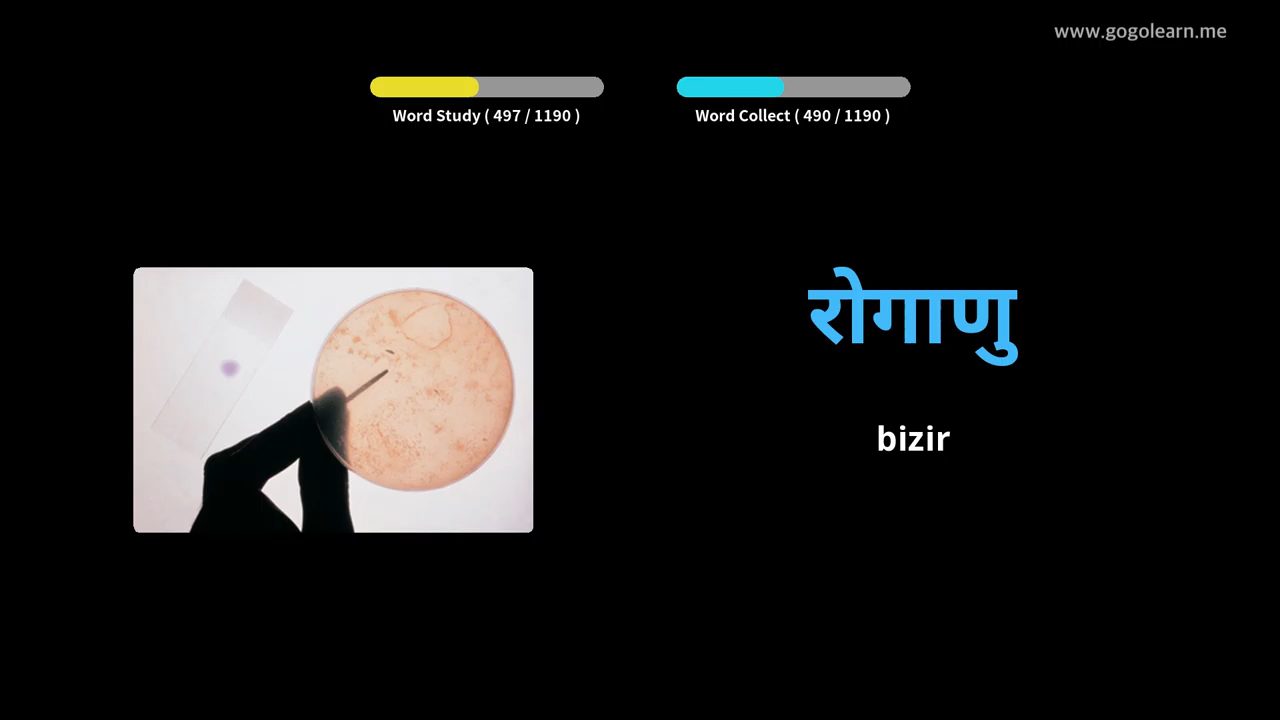 www.gogolearn.me
Word Study ( 497 / 1190 )
Word Collect ( 490 / 1190 )
रोगाणु
bizir